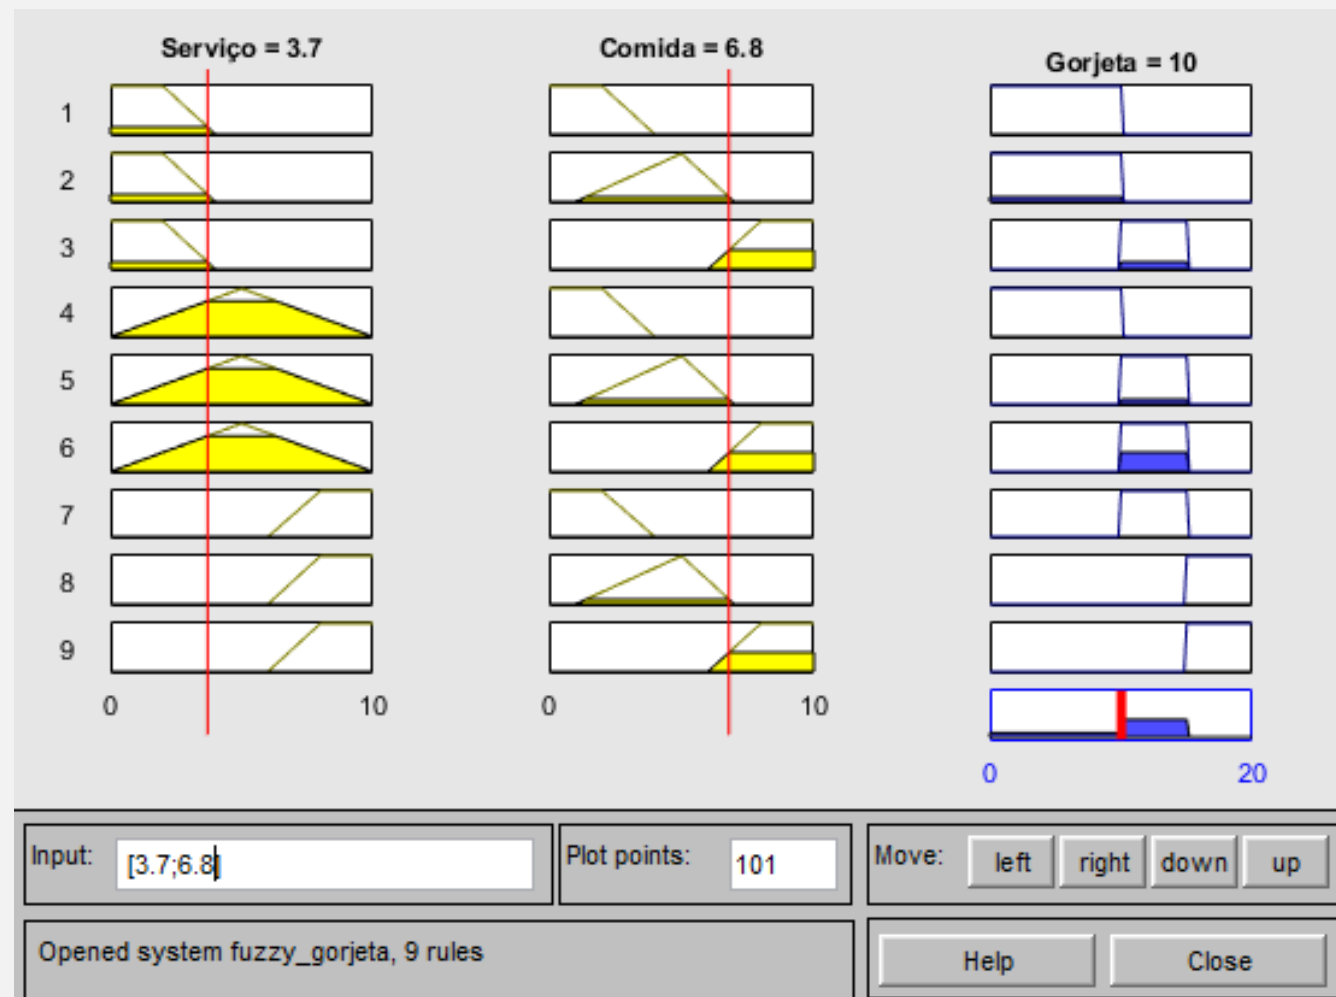 Serviço = 3.7
Comida = 6.8
Gorjeta = 10
1
2
3
4
5
6
7
8
9
0
10
0
10
0
20
Input:
[3.7;6.8]
Plot points:
101
Move:
left
right
down
up
Opened system fuzzy_gorjeta, 9 rules
Help
Close